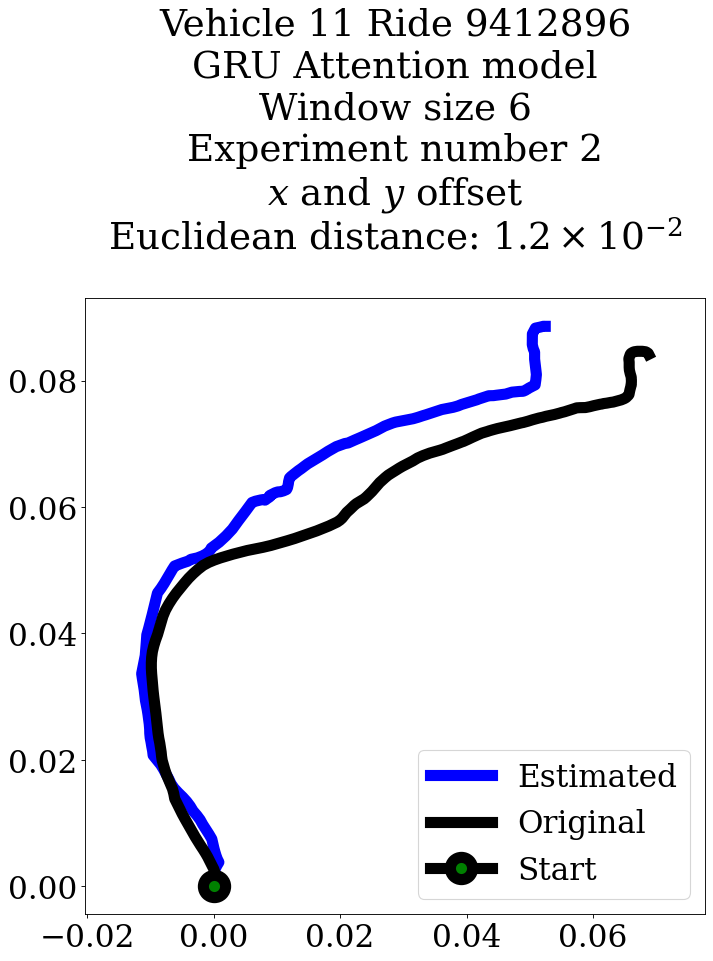 Vehicle 11 Ride 9412896
GRU Attention model
Window size 6
Experiment number 2
x and y offset
Euclidean distance: 1.2 × 10⁻²
0.08
0.06
0.04
0.02
0.00
Estimated
Original
Start
−0.02 0.00 0.02 0.04 0.06